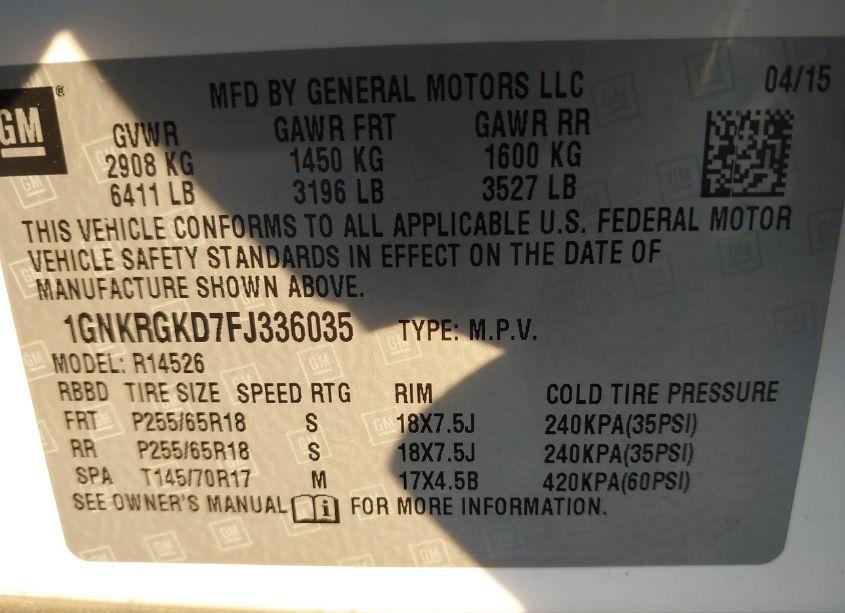 GM ®
MFD BY GENERAL MOTORS LLC 04/15
GVWR GAWR FRT GAWR RR
2908 KG 1450 KG 1600 KG
6411 LB 3196 LB 3527 LB
THIS VEHICLE CONFORMS TO ALL APPLICABLE U.S. FEDERAL MOTOR
VEHICLE SAFETY STANDARDS IN EFFECT ON THE DATE OF
MANUFACTURE SHOWN ABOVE.
1GNKRGKD7FJ336035 TYPE: M.P.V.
MODEL: R14526
RBBD TIRE SIZE SPEED RTG RIM COLD TIRE PRESSURE
FRT P255/65R18 S 18X7.5J 240KPA(35PSI)
RR P255/65R18 S 18X7.5J 240KPA(35PSI)
SPA T145/70R17 M 17X4.5B 420KPA(60PSI)
SEE OWNER'S MANUAL FOR MORE INFORMATION.